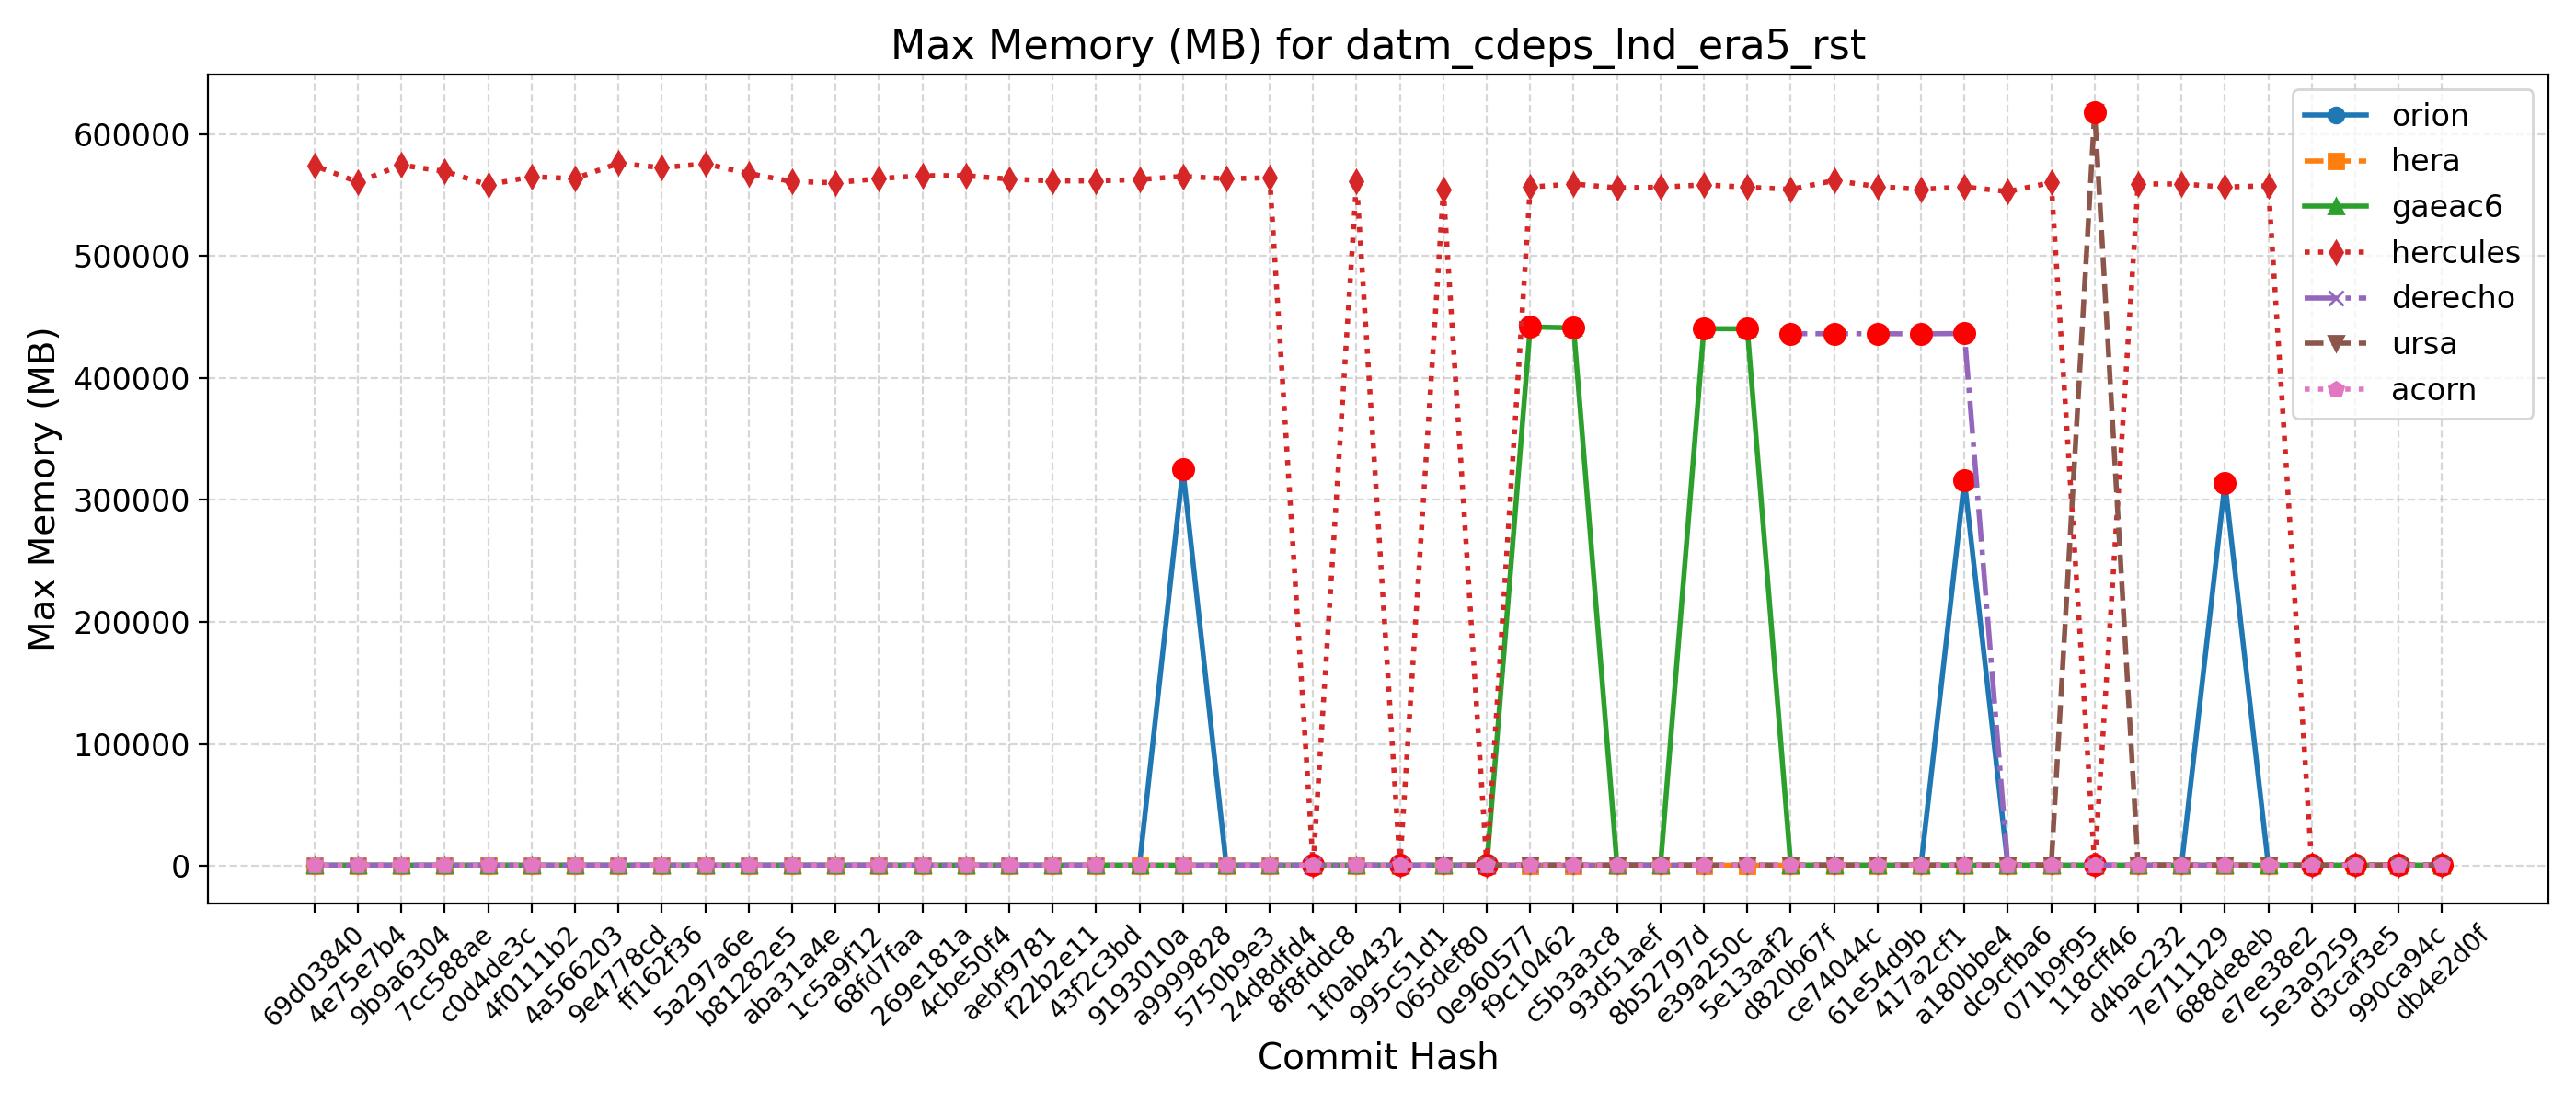 Max Memory (MB) for datm_cdeps_lnd_era5_rst
Max Memory (MB)
600000
500000
400000
300000
200000
100000
0
orion
hera
gaeac6
hercules
derecho
ursa
acorn
69d03840
4e75e7b4
9b9a6304
7cc588ae
c0d4de3c
4f0111b2
4a566203
9e4778cd
ff162f36
5a297a6e
b81282e5
aba31a4e
1c5a9f12
68fd7faa
269e181a
4cbe50f4
aebf9781
f22b2e11
43f2c3bd
9193010a
a9999828
5750b9e3
24d8dfd4
8f8fddc8
1f0ab432
995c51d1
065def80
0e960577
f9c10462
c5b3a3c8
93d51aef
8b52797d
e39a250c
5e13aaf2
d820b67f
ce74044c
61e54d9b
417a2cf1
a180bbe4
dc9cfba6
071b9f95
118cff46
d4bac232
7e711129
688de8eb
e7ee38e2
5e3a9259
d3caf3e5
990ca94c
db4e2d0f
Commit Hash